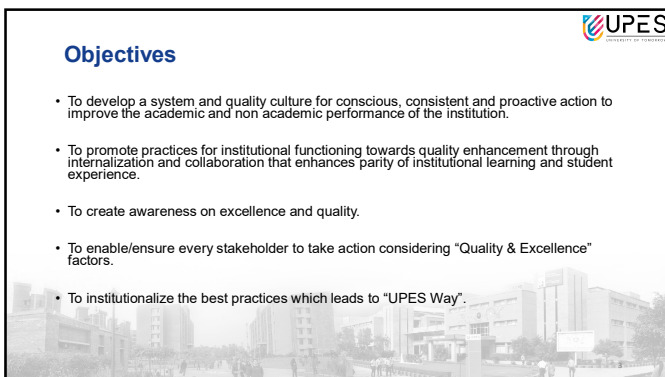 UPES
UNIVERSITY OF TOMORROW
Objectives
• To develop a system and quality culture for conscious, consistent and proactive action to
improve the academic and non academic performance of the institution.
• To promote practices for institutional functioning towards quality enhancement through
internalization and collaboration that enhances parity of institutional learning and student
experience.
• To create awareness on excellence and quality.
• To enable/ensure every stakeholder to take action considering “Quality & Excellence”
factors.
• To institutionalize the best practices which leads to “UPES Way”.